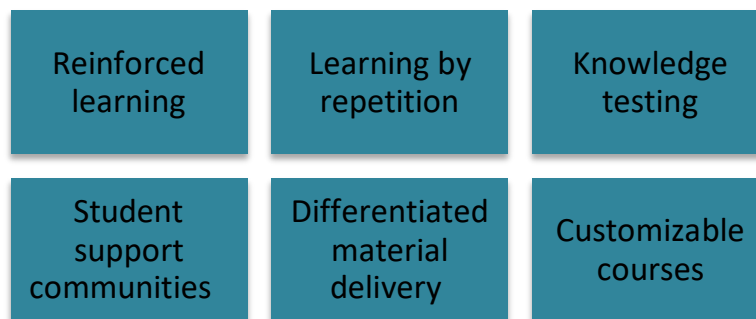 Reinforced
learning
Learning by
repetition
Knowledge
testing
Student
support
communities
Differentiated
material
delivery
Customizable
courses